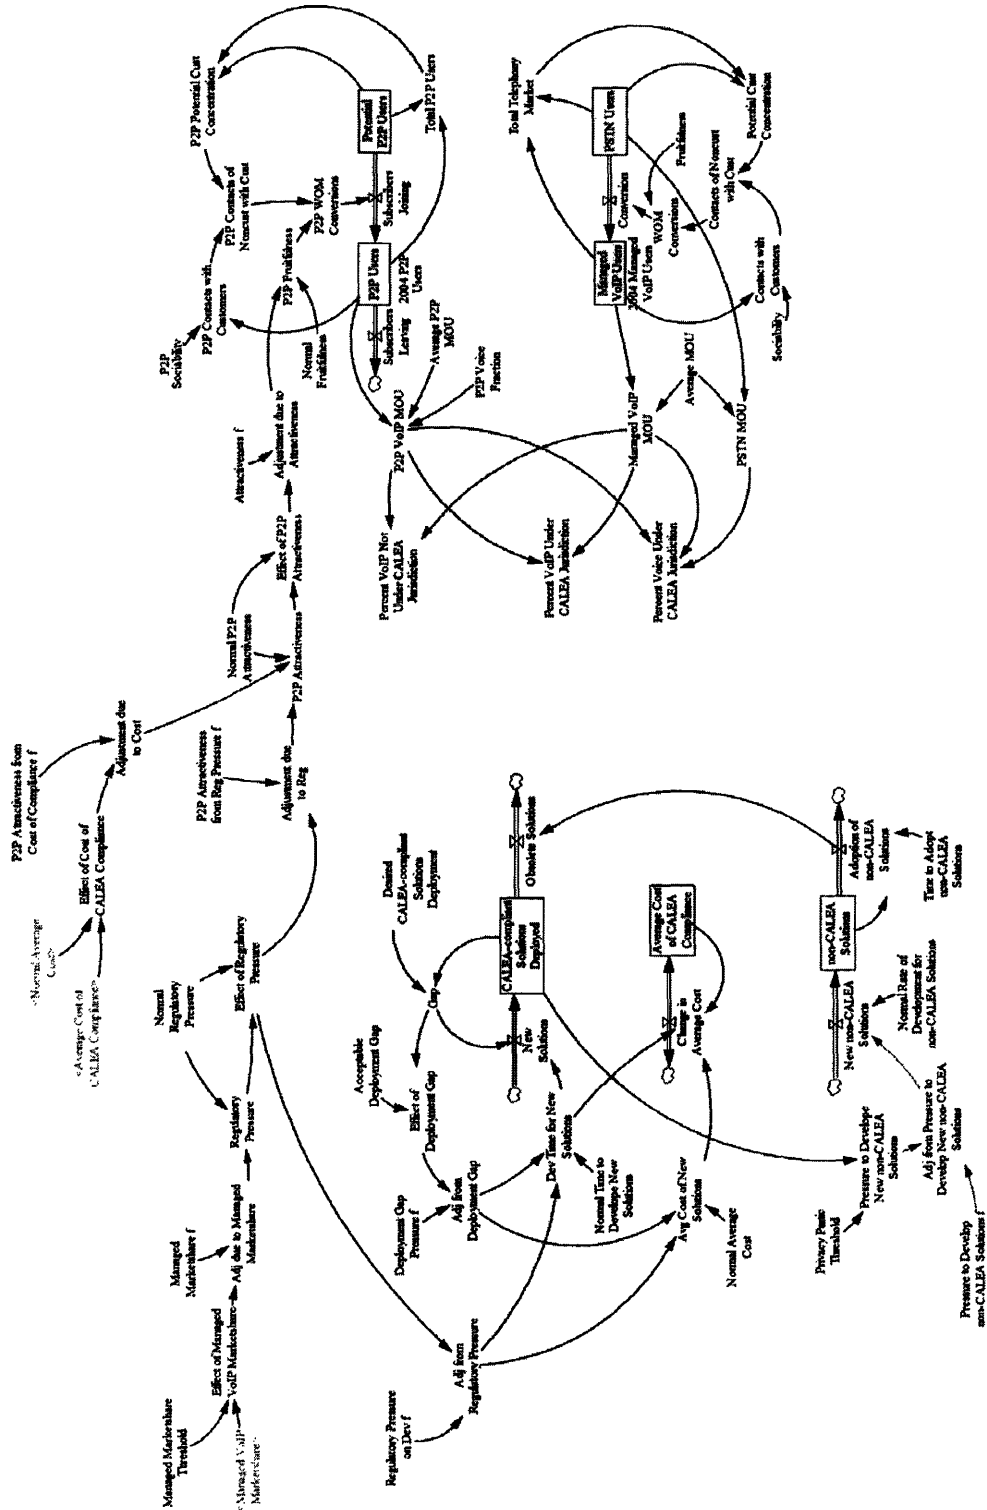 Managed Marketshare
Threshold
<Managed VoIP
Marketshare>
Effect of Managed
VoIP Marketshare
Managed
Marketshare f
Adj due to Managed
Marketshare
Regulatory
Pressure
Normal
Regulatory
Pressure
Effect of Regulatory
Pressure
<Normal Average
Cost>
<Average Cost of
CALEA Compliance>
Effect of Cost of
CALEA Compliance
P2P Attractiveness from
Cost of Compliance f
Adjustment due
to Cost
P2P Attractiveness
from Reg Pressure f
Adjustment due
to Reg
P2P Attractiveness
Normal P2P
Attractiveness
Effect of P2P
Attractiveness
Attractiveness f
Adjustment due to
Attractiveness
P2P
Sociability
P2P Contacts with
Customers
P2P Contacts of
Noncust with Cust
P2P Potential Cust
Concentration
Normal
Fruitfulness
P2P Fruitfulness
P2P WOM
Conversions
Subscribers
Leaving
P2P Users
2004 P2P
Users
Subscribers
Joining
Potential
P2P Users
Total P2P Users
P2P VoIP MOU
Average P2P
MOU
P2P Voice
Fraction
Percent VoIP Not
Under CALEA
Jurisdiction
Percent VoIP Under
CALEA Jurisdiction
Percent Voice Under
CALEA Jurisdiction
Managed VoIP
MOU
Average MOU
PSTN MOU
Total Telephony
Market
Managed
VoIP Users
2004 Managed
VoIP Users
Conversion
PSTN Users
WOM
Conversions
Fruitfulness
Contacts of Noncust
with Cust
Potential Cust
Concentration
Contacts with
Customers
Sociability
Regulatory Pressure
on Dev f
Adj from
Regulatory Pressure
Deployment Gap
Pressure f
Adj from
Deployment Gap
Acceptable
Deployment Gap
Effect of
Deployment Gap
Gap
Desired
CALEA-compliant
Solutions
Deployment
New
Solutions
CALEA-compliant
Solutions
Deployed
Obsolete Solutions
Dev Time for New
Solutions
Normal Time to
Develope New
Solutions
Avg Cost of New
Solutions
Normal Average
Cost
Change in
Average Cost
Average Cost
of CALEA
Compliance
New non-CALEA
Solutions
non-CALEA
Solutions
Adoption of
non-CALEA
Solutions
Time to Adopt
non-CALEA
Solutions
Normal Rate of
Development for
non-CALEA Solutions
Privacy Panic
Threshold
Pressure to Develope
New non-CALEA
Solutions
Adj from Pressure to
Develop New non-CALEA
Solutions
Pressure to Develop
non-CALEA Solutions f